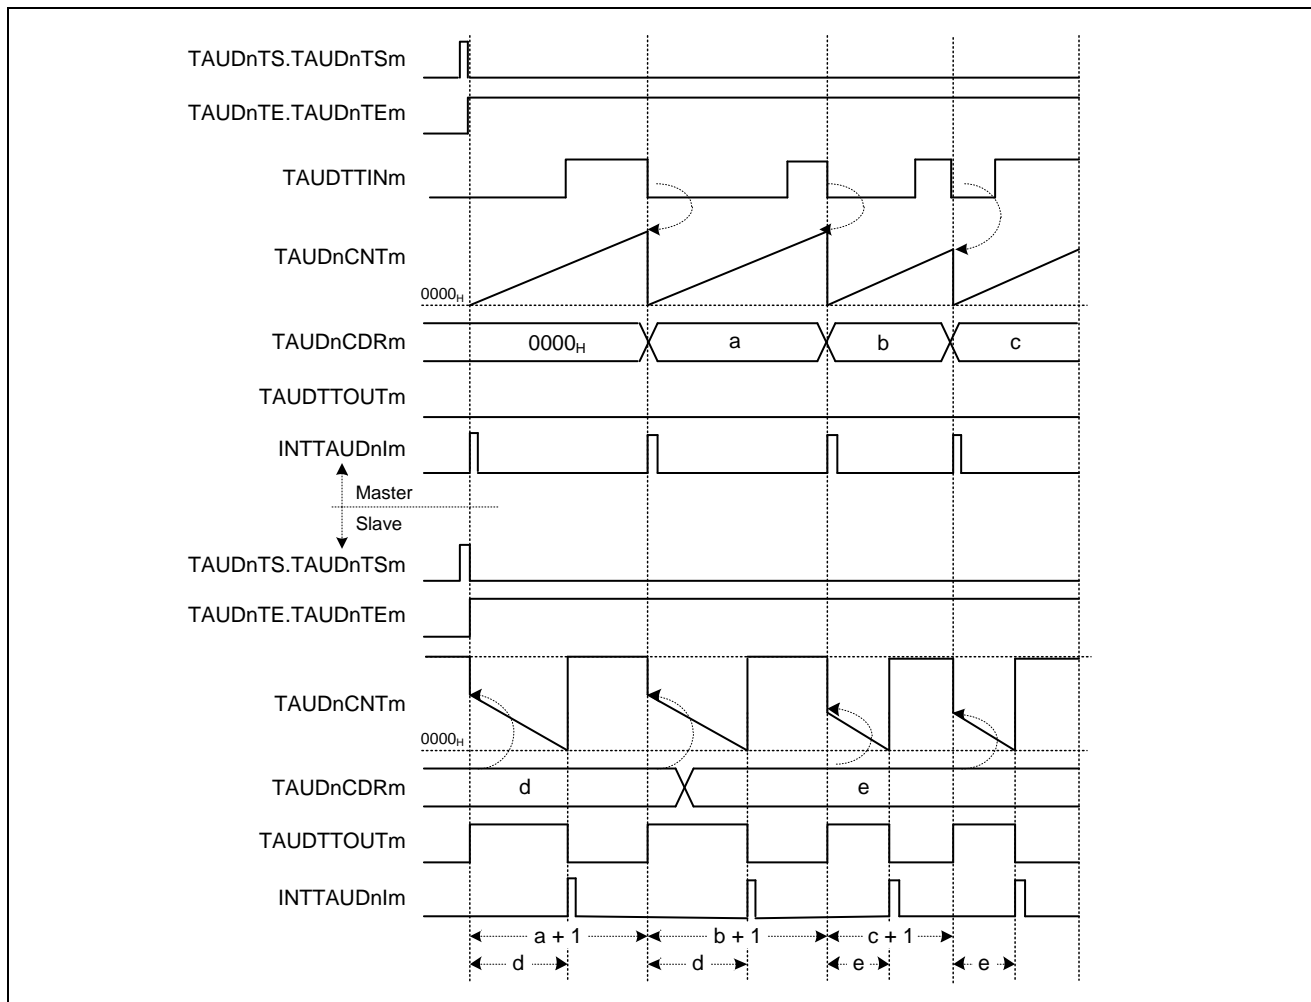 TAUDnTS.TAUDnTSm
TAUDnTE.TAUDnTEm
TAUDTTINm
TAUDnCNTm
0000H
TAUDnCDRm 0000H a b c
TAUDTTOUTm
INTTAUDnIm
Master
Slave
TAUDnTS.TAUDnTSm
TAUDnTE.TAUDnTEm
TAUDnCNTm
0000H
TAUDnCDRm d e
TAUDTTOUTm
INTTAUDnIm
a + 1 b + 1 c + 1
d d e e